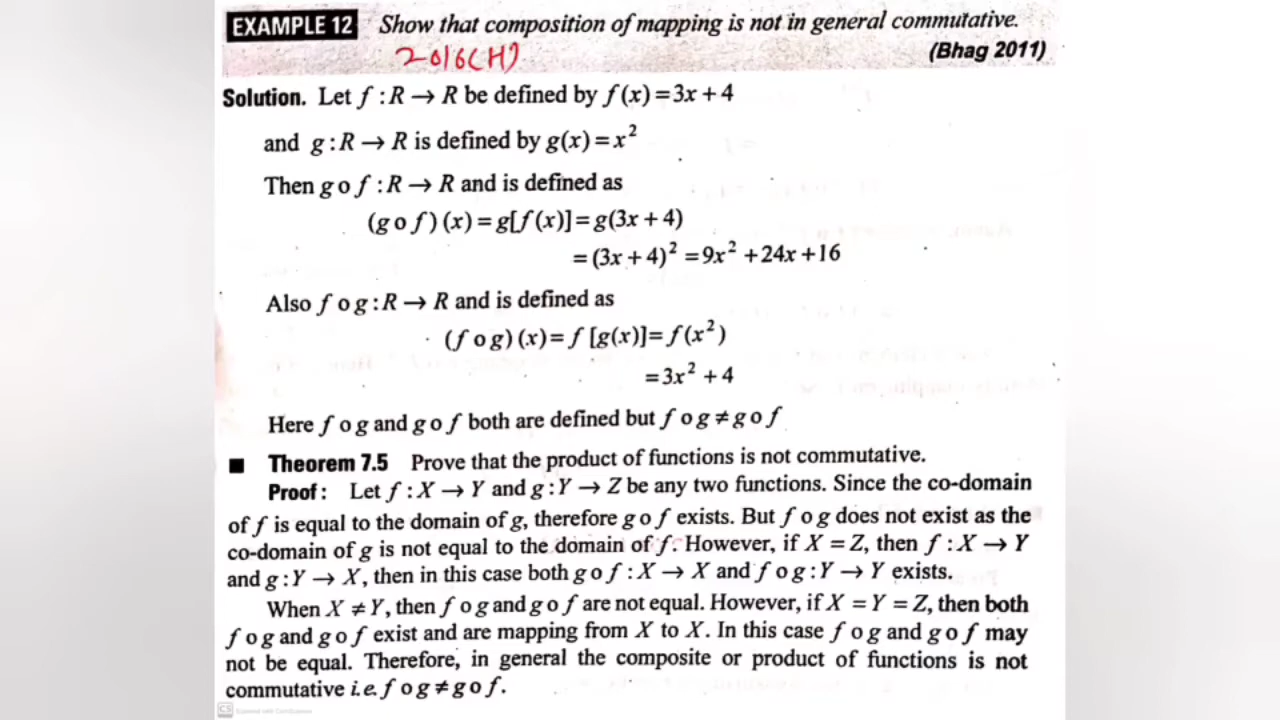 EXAMPLE 12 Show that composition of mapping is not in general commutative.
2016(H) (Bhag 2011)
Solution. Let f : R → R be defined by f(x) = 3x + 4
and g : R → R is defined by g(x) = x²
Then g o f : R → R and is defined as
(g o f) (x) = g[f(x)] = g(3x + 4)
= (3x + 4)² = 9x² + 24x + 16
Also f o g : R → R and is defined as
(f o g) (x) = f [g(x)] = f(x²)
= 3x² + 4
Here f o g and g o f both are defined but f o g ≠ g o f
■ Theorem 7.5 Prove that the product of functions is not commutative.
Proof : Let f : X → Y and g : Y → Z be any two functions. Since the co-domain
of f is equal to the domain of g, therefore g o f exists. But f o g does not exist as the
co-domain of g is not equal to the domain of f. However, if X = Z, then f : X → Y
and g : Y → X, then in this case both g o f : X → X and f o g : Y → Y exists.
When X ≠ Y, then f o g and g o f are not equal. However, if X = Y = Z, then both
f o g and g o f exist and are mapping from X to X. In this case f o g and g o f may
not be equal. Therefore, in general the composite or product of functions is not
commutative i.e. f o g ≠ g o f.
CS Scanned with CamScanner